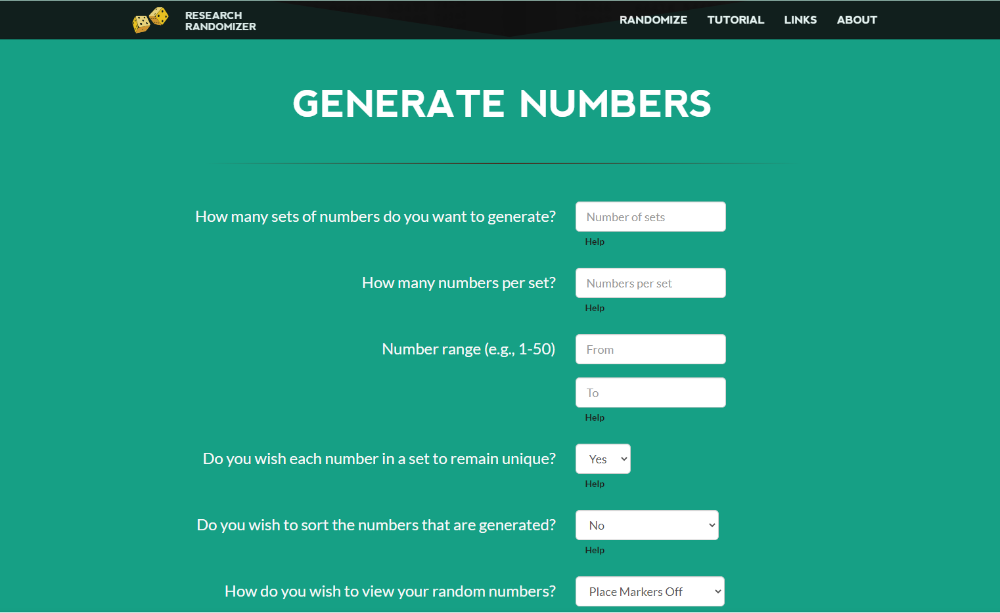 RESEARCH
RANDOMIZER
RANDOMIZE TUTORIAL LINKS ABOUT
GENERATE NUMBERS
How many sets of numbers do you want to generate?
Number of sets
Help
How many numbers per set?
Numbers per set
Help
Number range (e.g., 1-50)
From
To
Help
Do you wish each number in a set to remain unique?
Yes
Help
Do you wish to sort the numbers that are generated?
No
Help
How do you wish to view your random numbers?
Place Markers Off